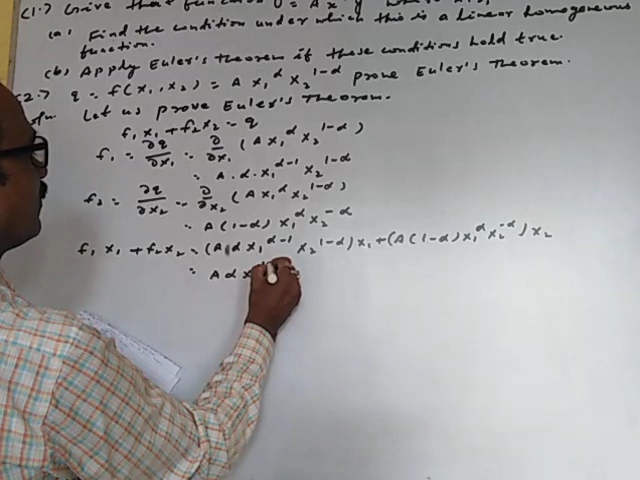 (1.) Give that function U = Ax
(a) Find the condition under which this is a linear homogeneous
function.
(b) Apply Euler's Theorem if these conditions hold true.
(2.) q = f(x₁, x₂) = A x₁^α x₂^1-α prove Euler's Theorem.
Let us prove Euler's Theorem.
f₁ x₁ + f₂ x₂ = q
f₁ = ∂q/∂x₁ = ∂/∂x₁ (A x₁^α x₂^1-α)
= A · α · x₁^α-1 x₂^1-α
f₂ = ∂q/∂x₂ = ∂/∂x₂ (A x₁^α x₂^1-α)
= A(1-α) x₁^α x₂^-α
f₁ x₁ + f₂ x₂ = (A α x₁^α-1 x₂^1-α) x₁ + (A(1-α) x₁^α x₂^-α) x₂
= A α x